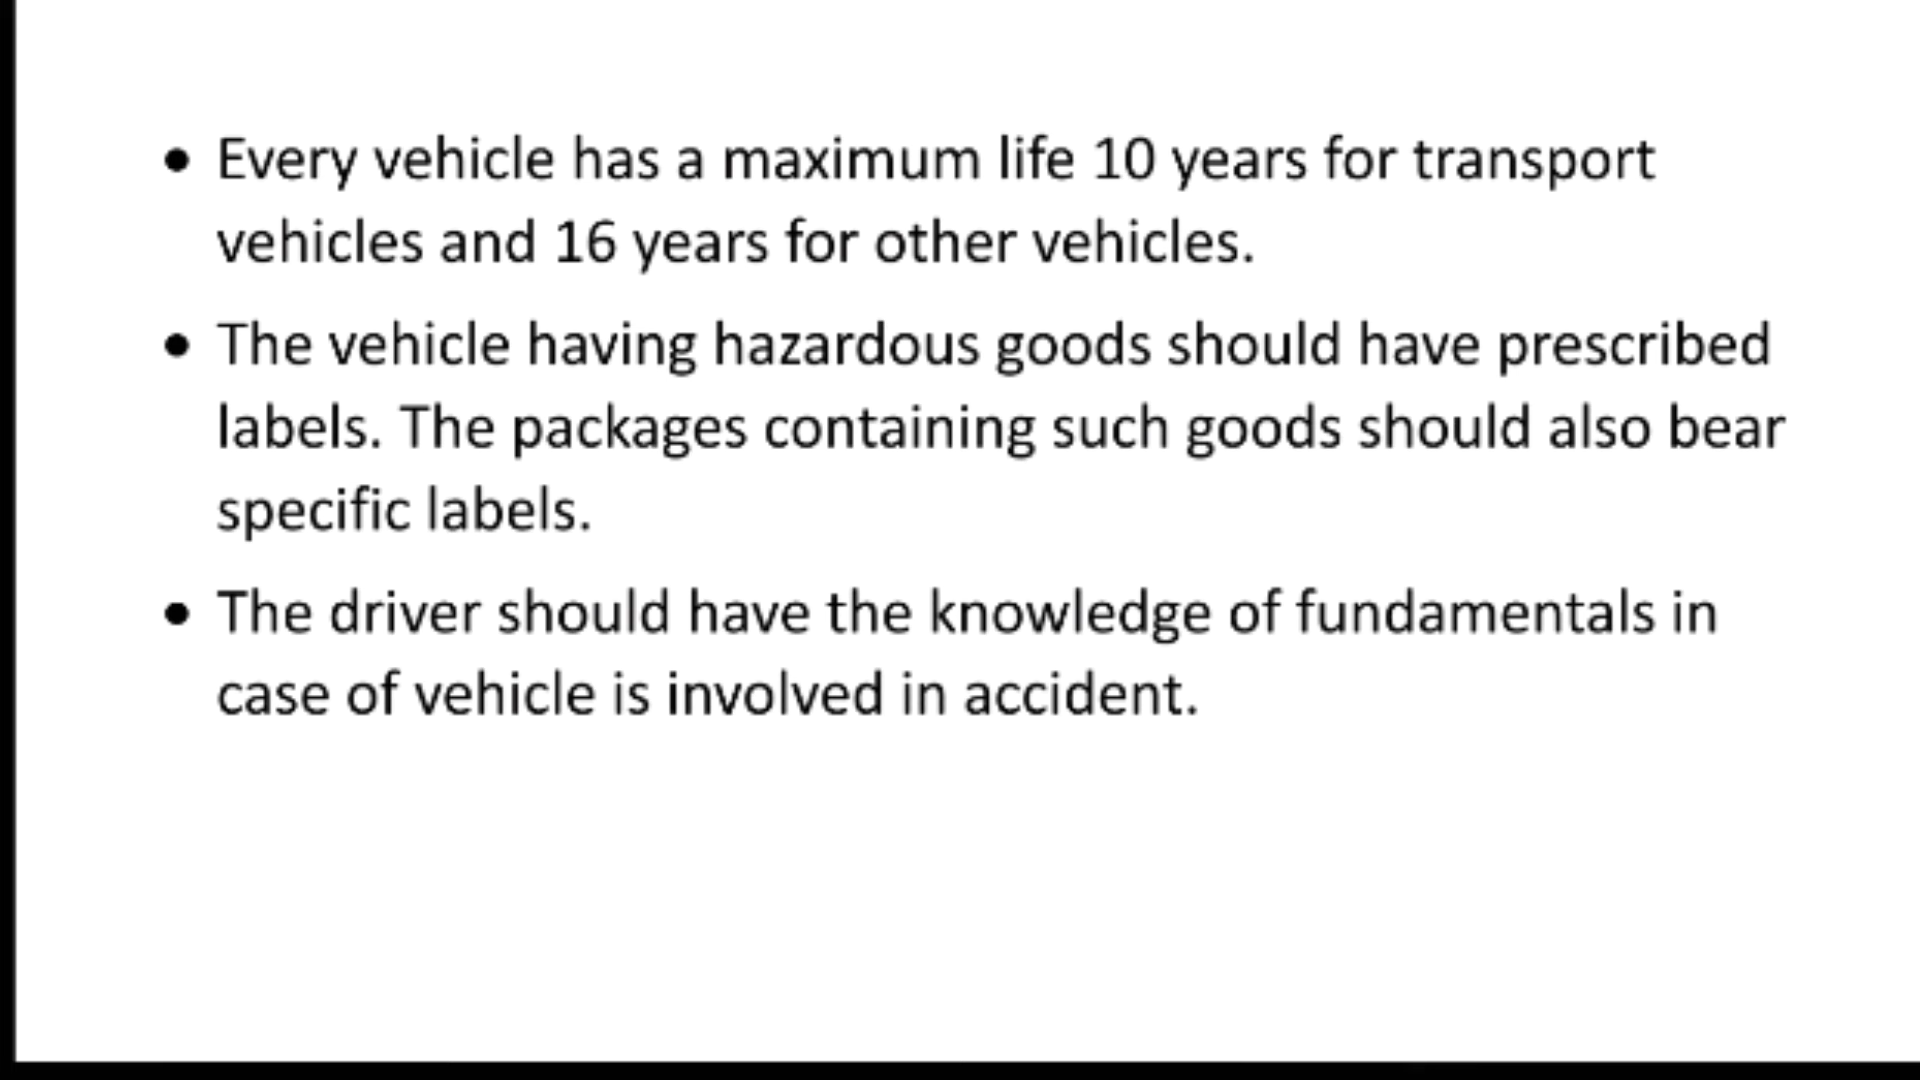 • Every vehicle has a maximum life 10 years for transport
vehicles and 16 years for other vehicles.
• The vehicle having hazardous goods should have prescribed
labels. The packages containing such goods should also bear
specific labels.
• The driver should have the knowledge of fundamentals in
case of vehicle is involved in accident.